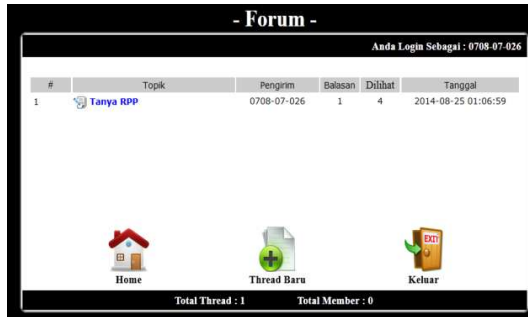 - Forum -
Anda Login Sebagai : 0708-07-026
# Topik Pengirim Balasan Dilihat Tanggal
1 Tanya RPP 0708-07-026 1 4 2014-08-25 01:06:59
EXIT
Home Thread Baru Keluar
Total Thread : 1 Total Member : 0